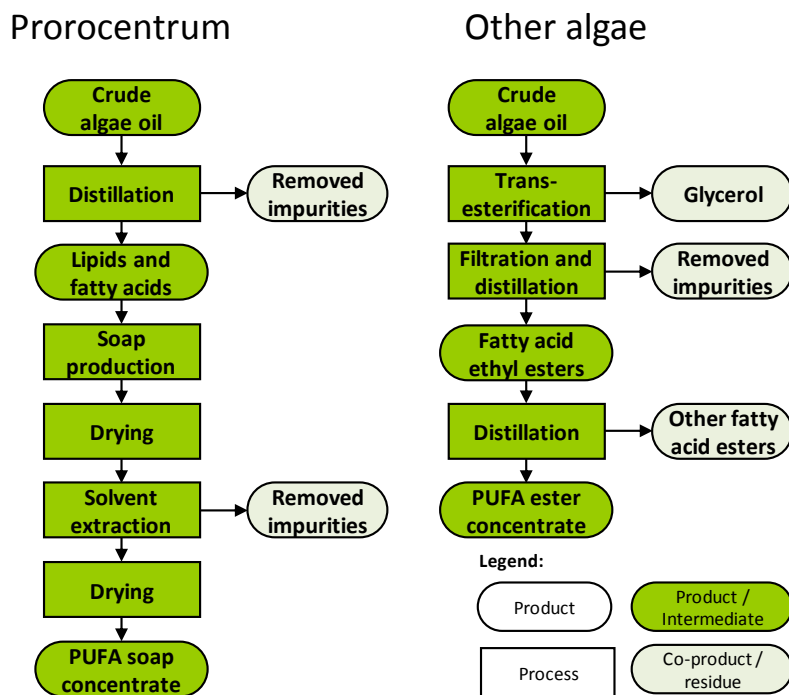 Prorocentrum
Crude
algae oil
Distillation
Removed
impurities
Lipids and
fatty acids
Soap
production
Drying
Solvent
extraction
Removed
impurities
Drying
PUFA soap
concentrate
Other algae
Crude
algae oil
Trans-
esterification
Glycerol
Filtration and
distillation
Removed
impurities
Fatty acid
ethyl esters
Distillation
Other fatty
acid esters
PUFA ester
concentrate
Legend:
Product
Product /
Intermediate
Process
Co-product /
residue